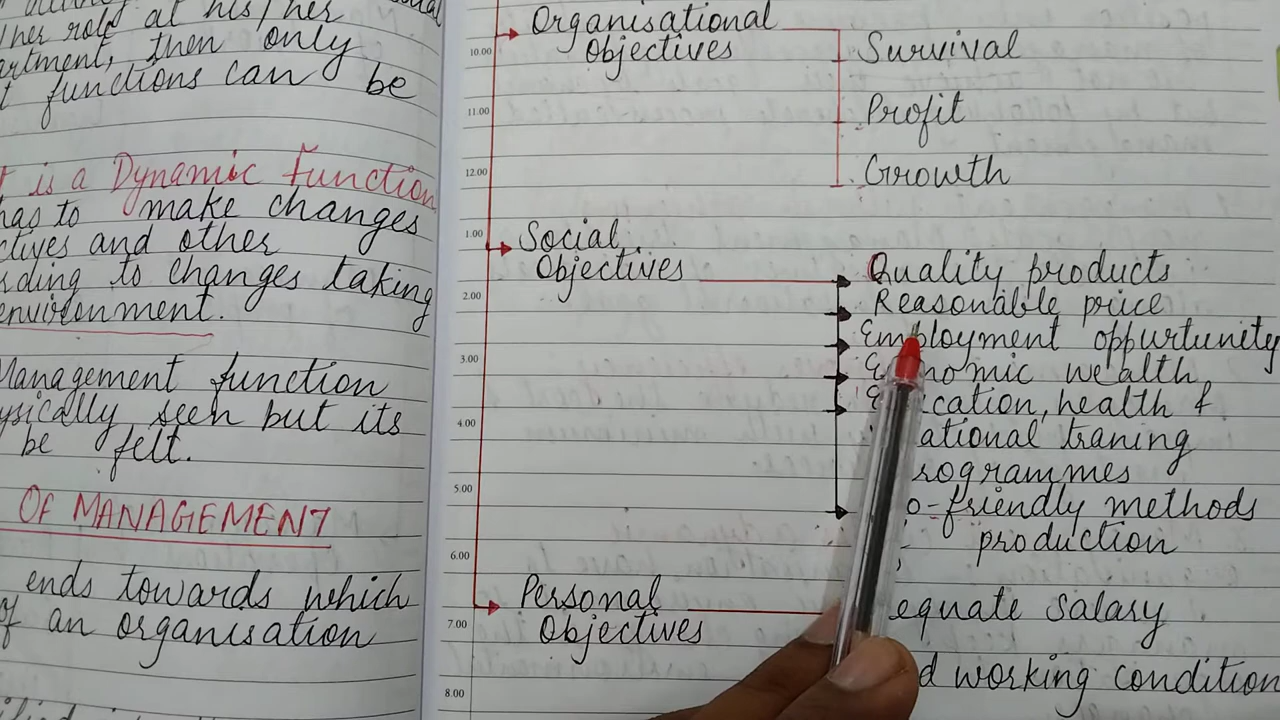 her role at his/her
artment, then only
functions can be
is a Dynamic Function
has to make changes
ctives and other
rding to changes taking
environment.
Management function
ysically seen but its
be felt.
OF MANAGEMENT
ends towards which
of an organisation
10.00
11.00
12.00
1.00
2.00
3.00
4.00
5.00
6.00
7.00
8.00
Organisational
Objectives
Survival
Profit
Growth
Social
Objectives
Quality products
Reasonable price
Employment oppurtunity
nomic wealth
cation, health &
ational traning
rogrammes
o-friendly methods
production
Personal
Objectives
equate Salary
d working condition